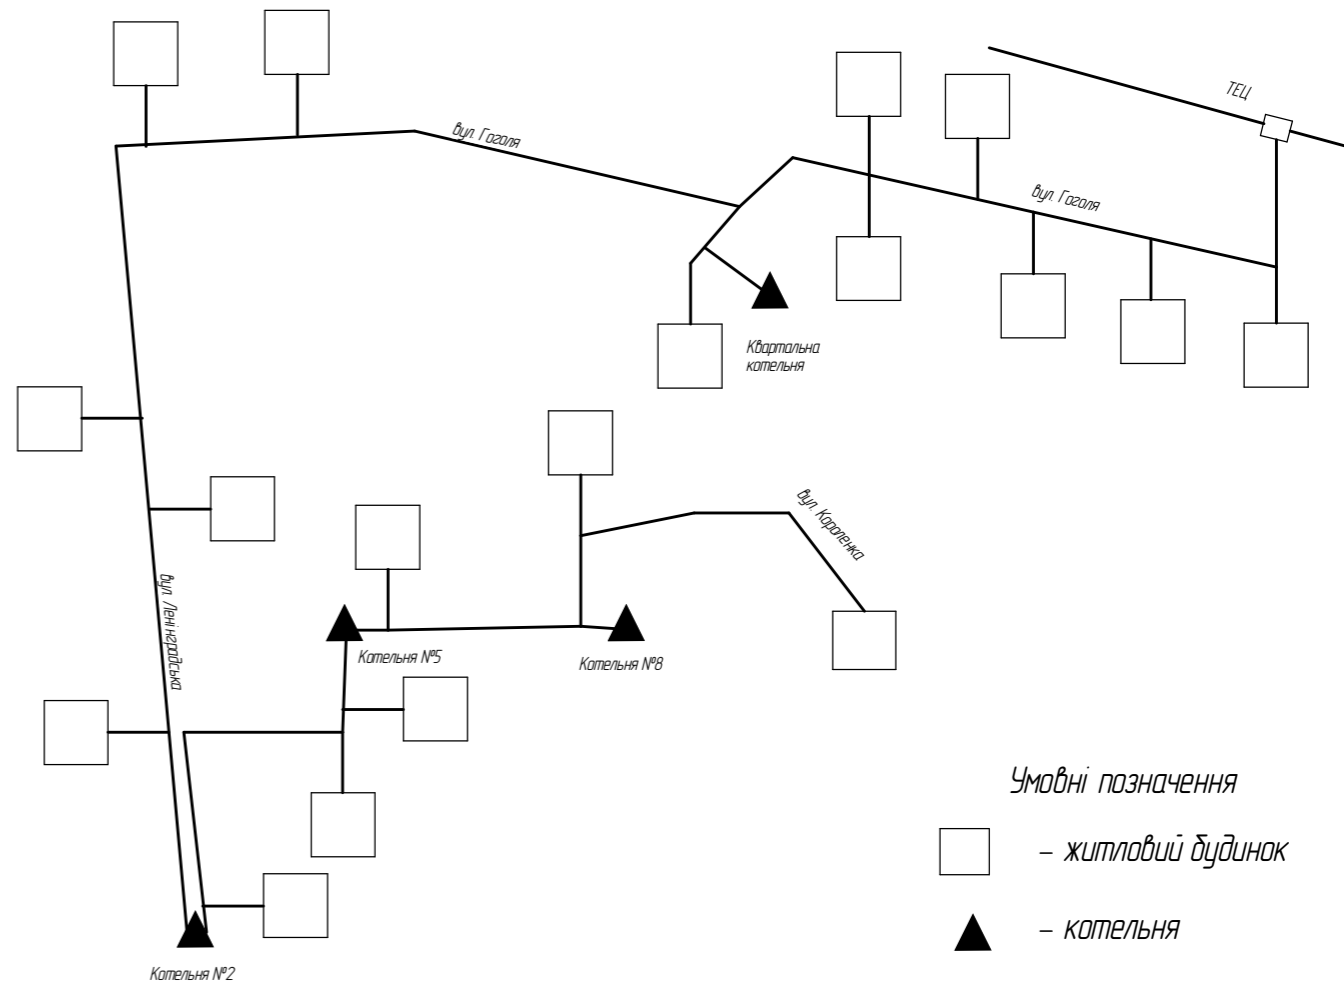 ТЕЦ
вул. Гоголя
вул. Гоголя
Квартальна
котельня
вул. Короленка
вул. Ленінградська
Котельня №5
Котельня №8
Умовні позначення
– житловий будинок
– котельня
Котельня №2